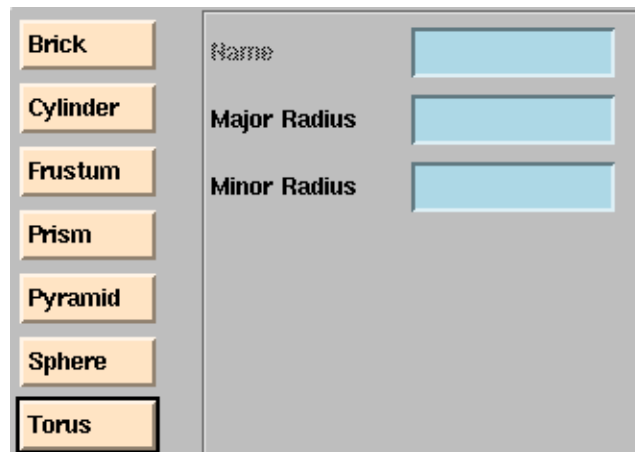 Brick
Cylinder
Frustum
Prism
Pyramid
Sphere
Torus
Name
Major Radius
Minor Radius